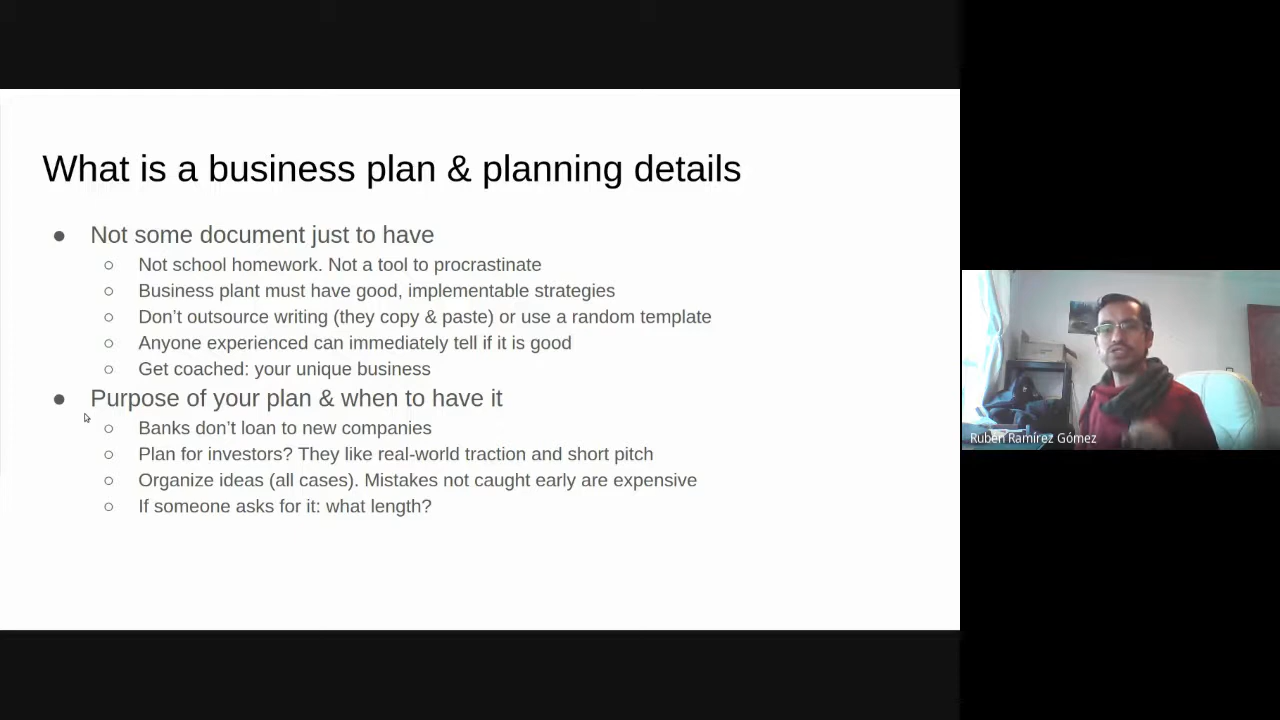 What is a business plan & planning details
● Not some document just to have
○ Not school homework. Not a tool to procrastinate
○ Business plant must have good, implementable strategies
○ Don’t outsource writing (they copy & paste) or use a random template
○ Anyone experienced can immediately tell if it is good
○ Get coached: your unique business
● Purpose of your plan & when to have it
○ Banks don’t loan to new companies
○ Plan for investors? They like real-world traction and short pitch
○ Organize ideas (all cases). Mistakes not caught early are expensive
○ If someone asks for it: what length?
Rubén Ramírez Gómez